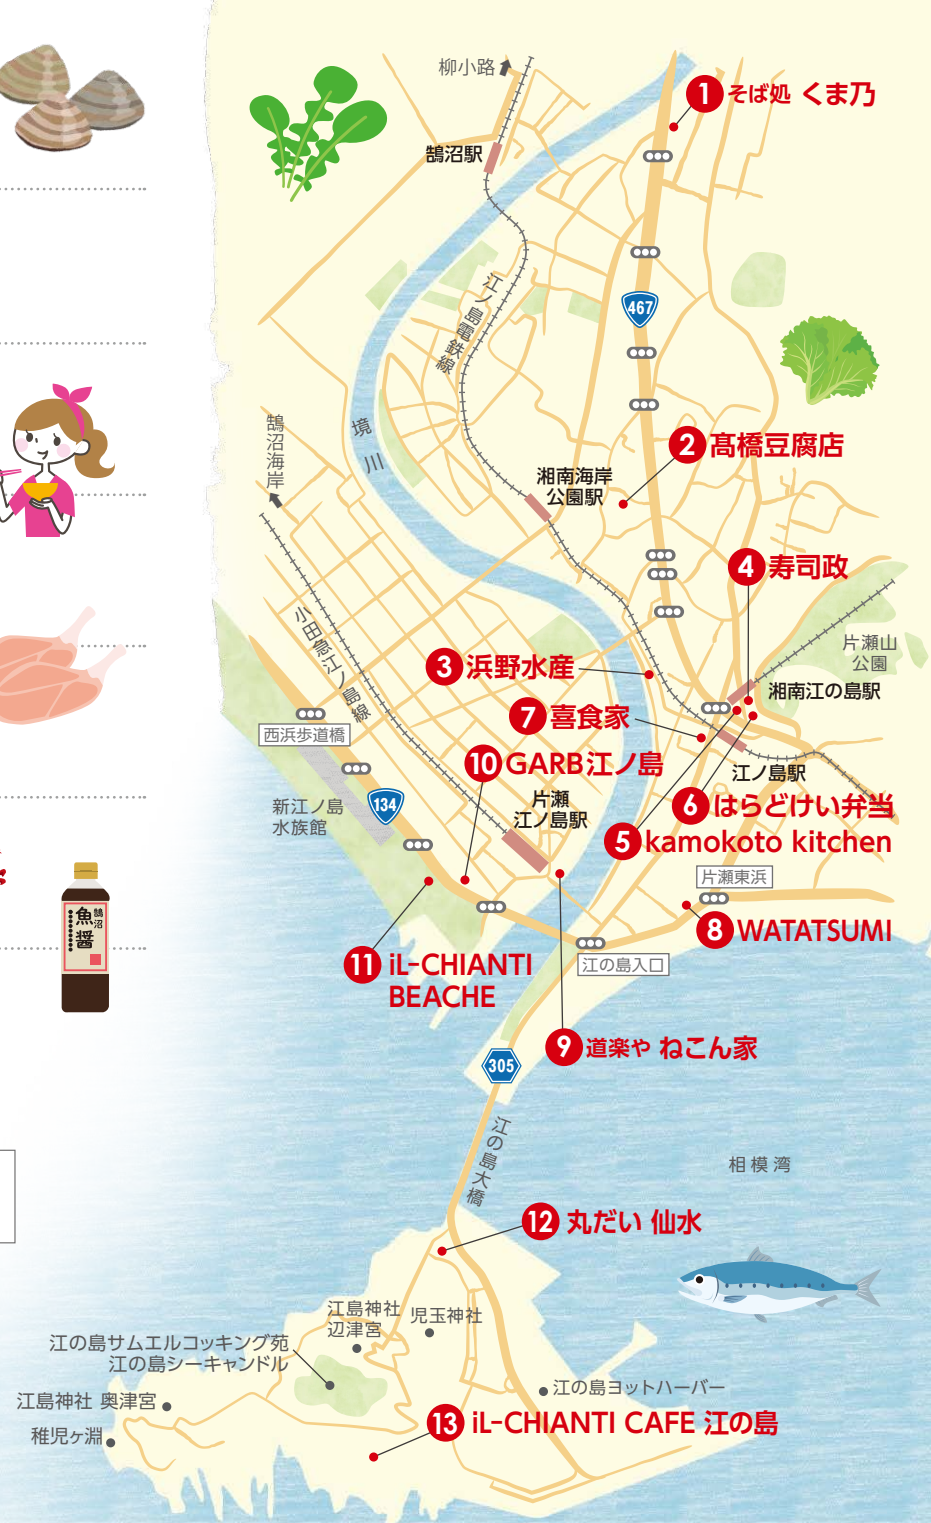 柳小路
1 そば処 くま乃
鵠沼駅
江ノ島電鉄線
467
鵠沼海岸
境川
2 髙橋豆腐店
湘南海岸
公園駅
4 寿司政
小田急江ノ島線
片瀬山
公園
3 浜野水産
湘南江の島駅
7 喜食家
西浜歩道橋
10 GARB江ノ島
江ノ島駅
新江ノ島
水族館
134
片瀬
江ノ島駅
6 はらどけい弁当
5 kamokoto kitchen
片瀬東浜
鵠沼
魚醤
8 WATATSUMI
11 iL-CHIANTI
BEACHE
江の島入口
9 道楽や ねこん家
305
江の島大橋
相模湾
12 丸だい 仙水
江島神社
辺津宮
児玉神社
江の島サムエルコッキング苑
江の島シーキャンドル
江の島ヨットハーバー
江島神社 奥津宮
13 iL-CHIANTI CAFE 江の島
稚児ヶ淵